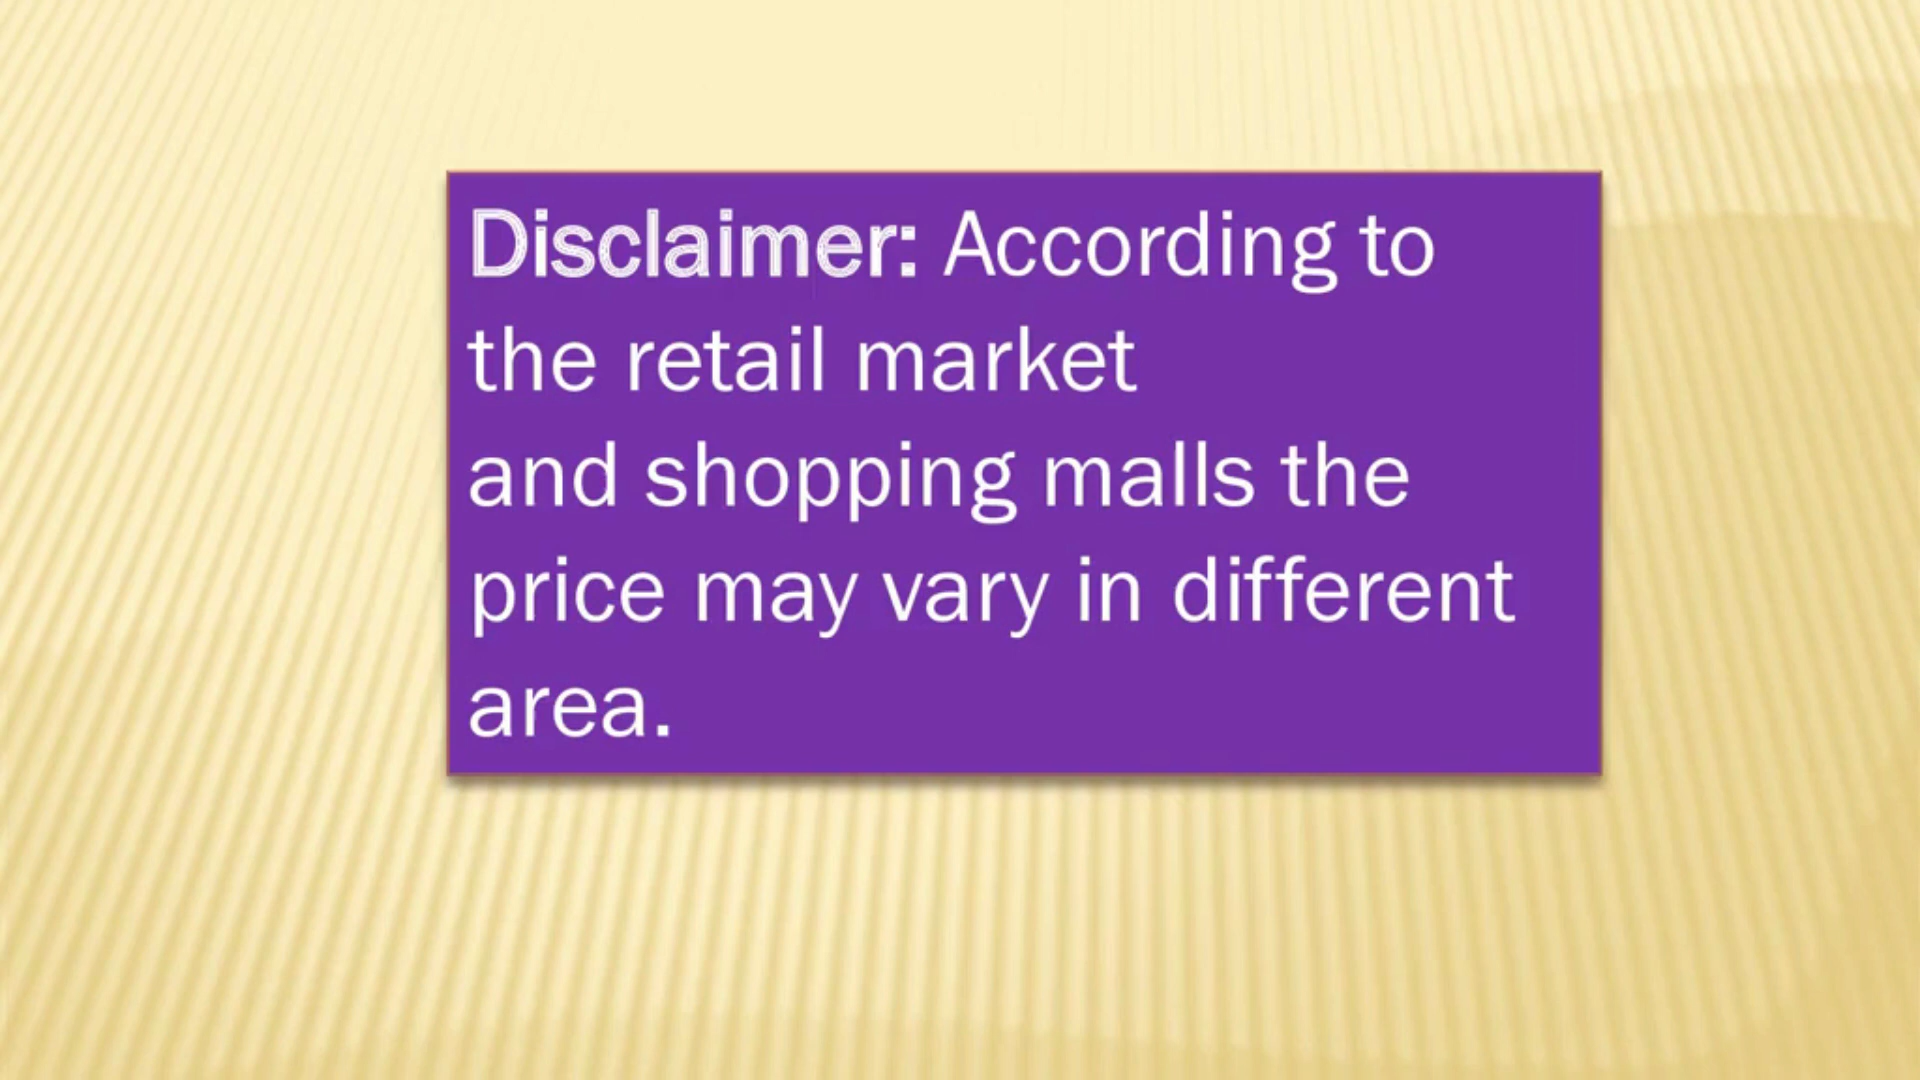 Disclaimer: According to
the retail market
and shopping malls the
price may vary in different
area.